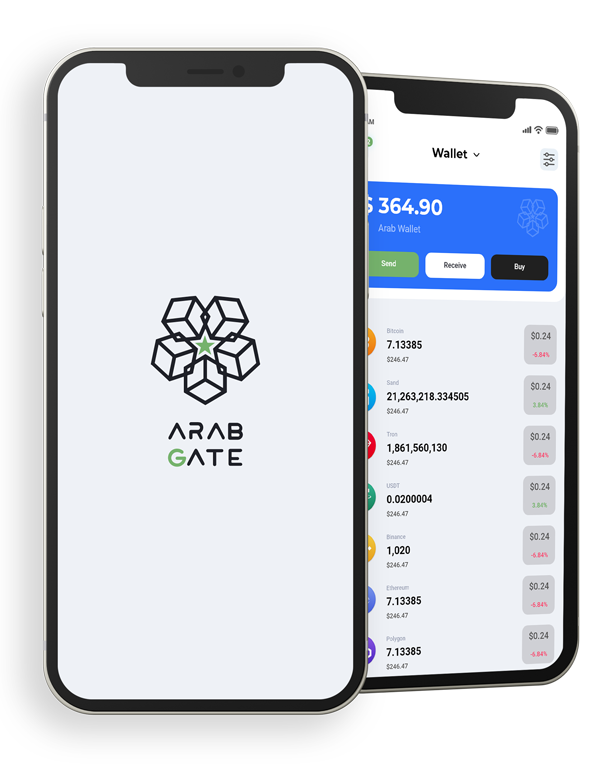 ARAB
GATE
AM
Wallet
$ 364.90
Arab Wallet
Send
Receive
Buy
Bitcoin
7.13385
$246.47
$0.24
-6.84%
Sand
21,263,218.334505
$246.47
$0.24
3.84%
Tron
1,861,560,130
$246.47
$0.24
-6.84%
USDT
0.0200004
$246.47
$0.24
3.84%
Binance
1,020
$246.47
$0.24
-6.84%
Ethereum
7.13385
$246.47
$0.24
-6.84%
Polygon
7.13385
$246.47
$0.24
-6.84%